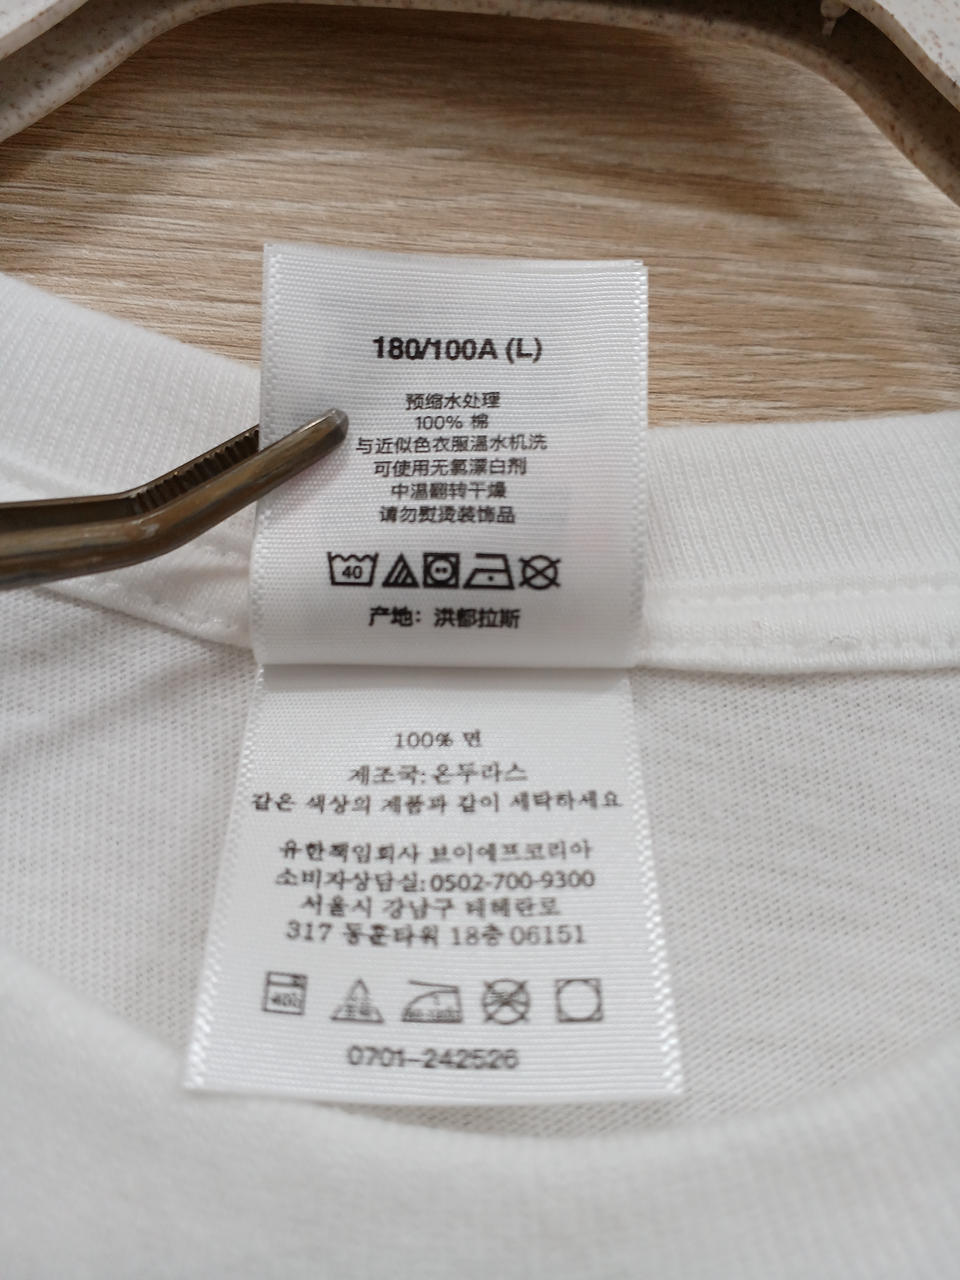 180/100A (L)
预缩水处理
100% 棉
与近似色衣服温水机洗
可使用无氯漂白剂
中温翻转干燥
请勿熨烫装饰品
40
产地：洪都拉斯
100% 면
제조국: 온두라스
같은 색상의 제품과 같이 세탁하세요
유한책임회사 브이에프코리아
소비자상담실: 0502-700-9300
서울시 강남구 테헤란로
317 동훈타워 18층 06151
0701-242526